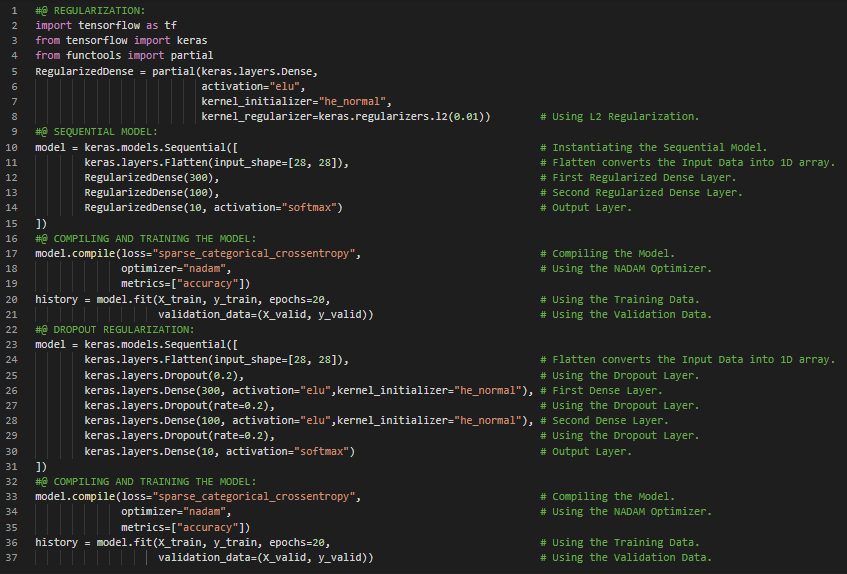 1 #@ REGULARIZATION:
2 import tensorflow as tf
3 from tensorflow import keras
4 from functools import partial
5 RegularizedDense = partial(keras.layers.Dense,
6 activation="elu",
7 kernel_initializer="he_normal",
8 kernel_regularizer=keras.regularizers.l2(0.01)) # Using L2 Regularization.
9 #@ SEQUENTIAL MODEL:
10 model = keras.models.Sequential([ # Instantiating the Sequential Model.
11 keras.layers.Flatten(input_shape=[28, 28]), # Flatten converts the Input Data into 1D array.
12 RegularizedDense(300), # First Regularized Dense Layer.
13 RegularizedDense(100), # Second Regularized Dense Layer.
14 RegularizedDense(10, activation="softmax") # Output Layer.
15 ])
16 #@ COMPILING AND TRAINING THE MODEL:
17 model.compile(loss="sparse_categorical_crossentropy", # Compiling the Model.
18 optimizer="nadam", # Using the NADAM Optimizer.
19 metrics=["accuracy"])
20 history = model.fit(X_train, y_train, epochs=20, # Using the Training Data.
21 validation_data=(X_valid, y_valid)) # Using the Validation Data.
22 #@ DROPOUT REGULARIZATION:
23 model = keras.models.Sequential([
24 keras.layers.Flatten(input_shape=[28, 28]), # Flatten converts the Input Data into 1D array.
25 keras.layers.Dropout(0.2), # Using the Dropout Layer.
26 keras.layers.Dense(300, activation="elu",kernel_initializer="he_normal"), # First Dense Layer.
27 keras.layers.Dropout(rate=0.2), # Using the Dropout Layer.
28 keras.layers.Dense(100, activation="elu",kernel_initializer="he_normal"), # Second Dense Layer.
29 keras.layers.Dropout(rate=0.2), # Using the Dropout Layer.
30 keras.layers.Dense(10, activation="softmax") # Output Layer.
31 ])
32 #@ COMPILING AND TRAINING THE MODEL:
33 model.compile(loss="sparse_categorical_crossentropy", # Compiling the Model.
34 optimizer="nadam", # Using the NADAM Optimizer.
35 metrics=["accuracy"])
36 history = model.fit(X_train, y_train, epochs=20, # Using the Training Data.
37 validation_data=(X_valid, y_valid)) # Using the Validation Data.